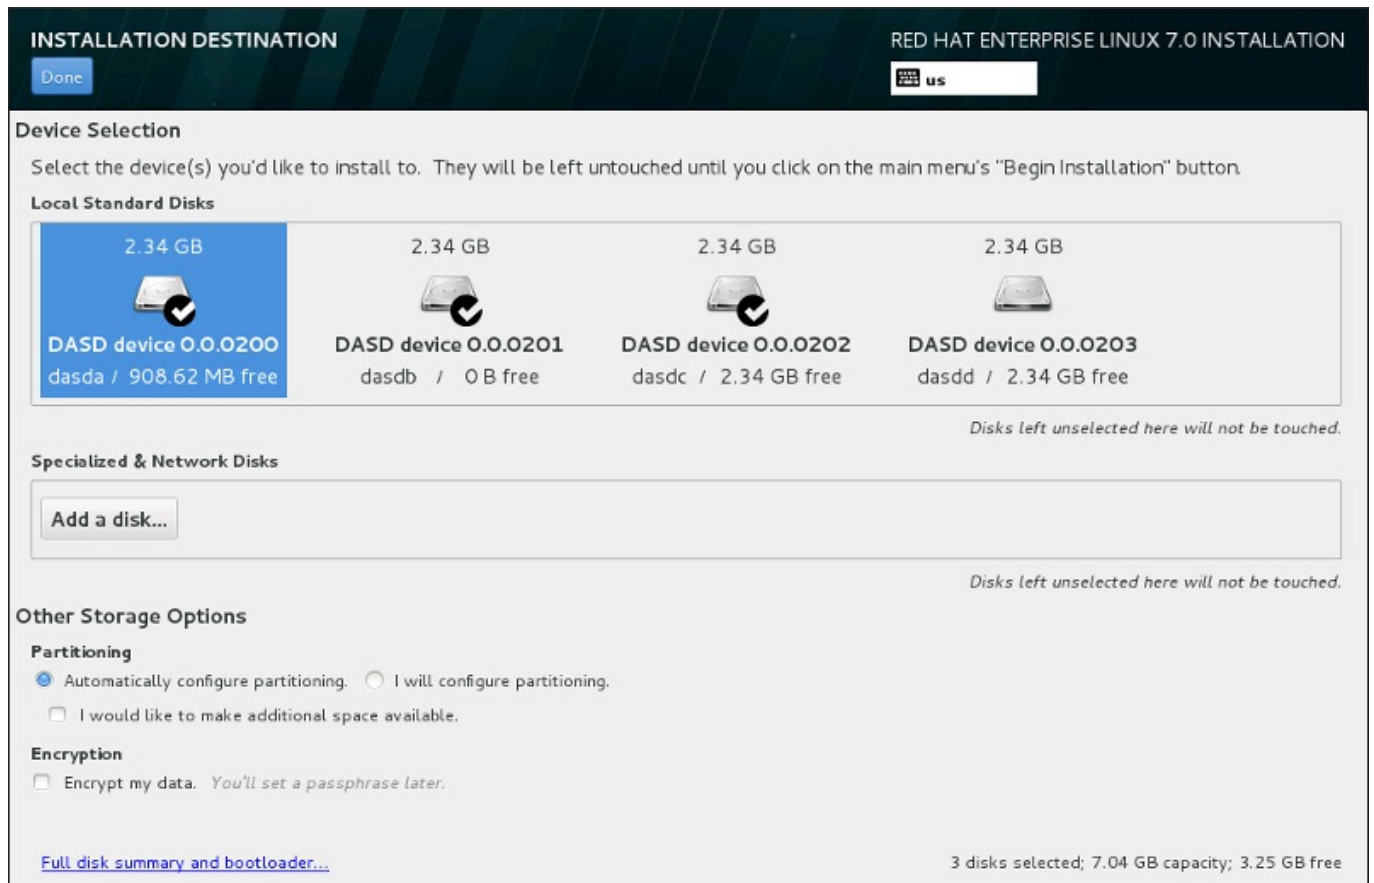 INSTALLATION DESTINATION
RED HAT ENTERPRISE LINUX 7.0 INSTALLATION
Done
us
Device Selection
Select the device(s) you'd like to install to. They will be left untouched until you click on the main menu's "Begin Installation" button.
Local Standard Disks
2.34 GB 2.34 GB 2.34 GB 2.34 GB
DASD device 0.0.0200 DASD device 0.0.0201 DASD device 0.0.0202 DASD device 0.0.0203
dasda / 908.62 MB free dasdb / 0 B free dasdc / 2.34 GB free dasdd / 2.34 GB free
Disks left unselected here will not be touched.
Specialized & Network Disks
Add a disk...
Disks left unselected here will not be touched.
Other Storage Options
Partitioning
Automatically configure partitioning. I will configure partitioning.
I would like to make additional space available.
Encryption
Encrypt my data. You'll set a passphrase later.
Full disk summary and bootloader...
3 disks selected; 7.04 GB capacity; 3.25 GB free